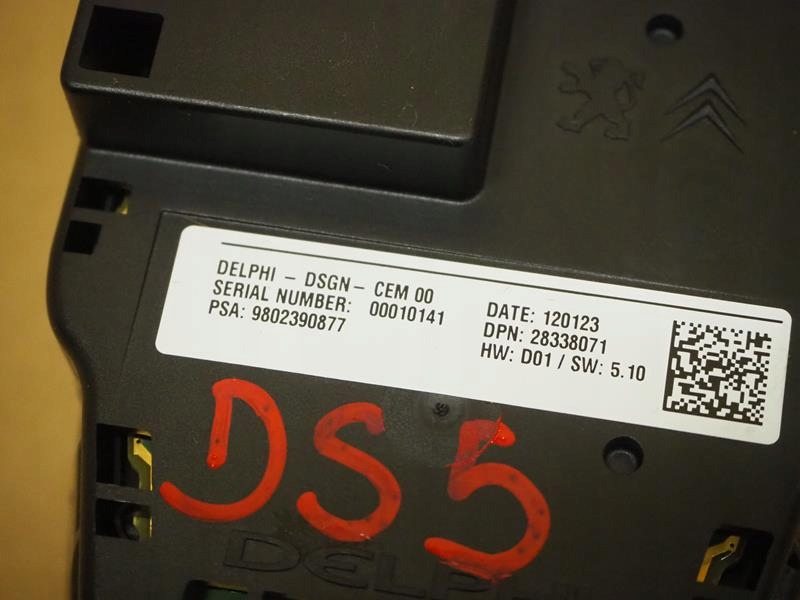 DELPHI - DSGN - CEM 00
SERIAL NUMBER: 00010141
PSA: 9802390877
DATE: 120123
DPN: 28338071
HW: D01 / SW: 5.10
DS5
DELP